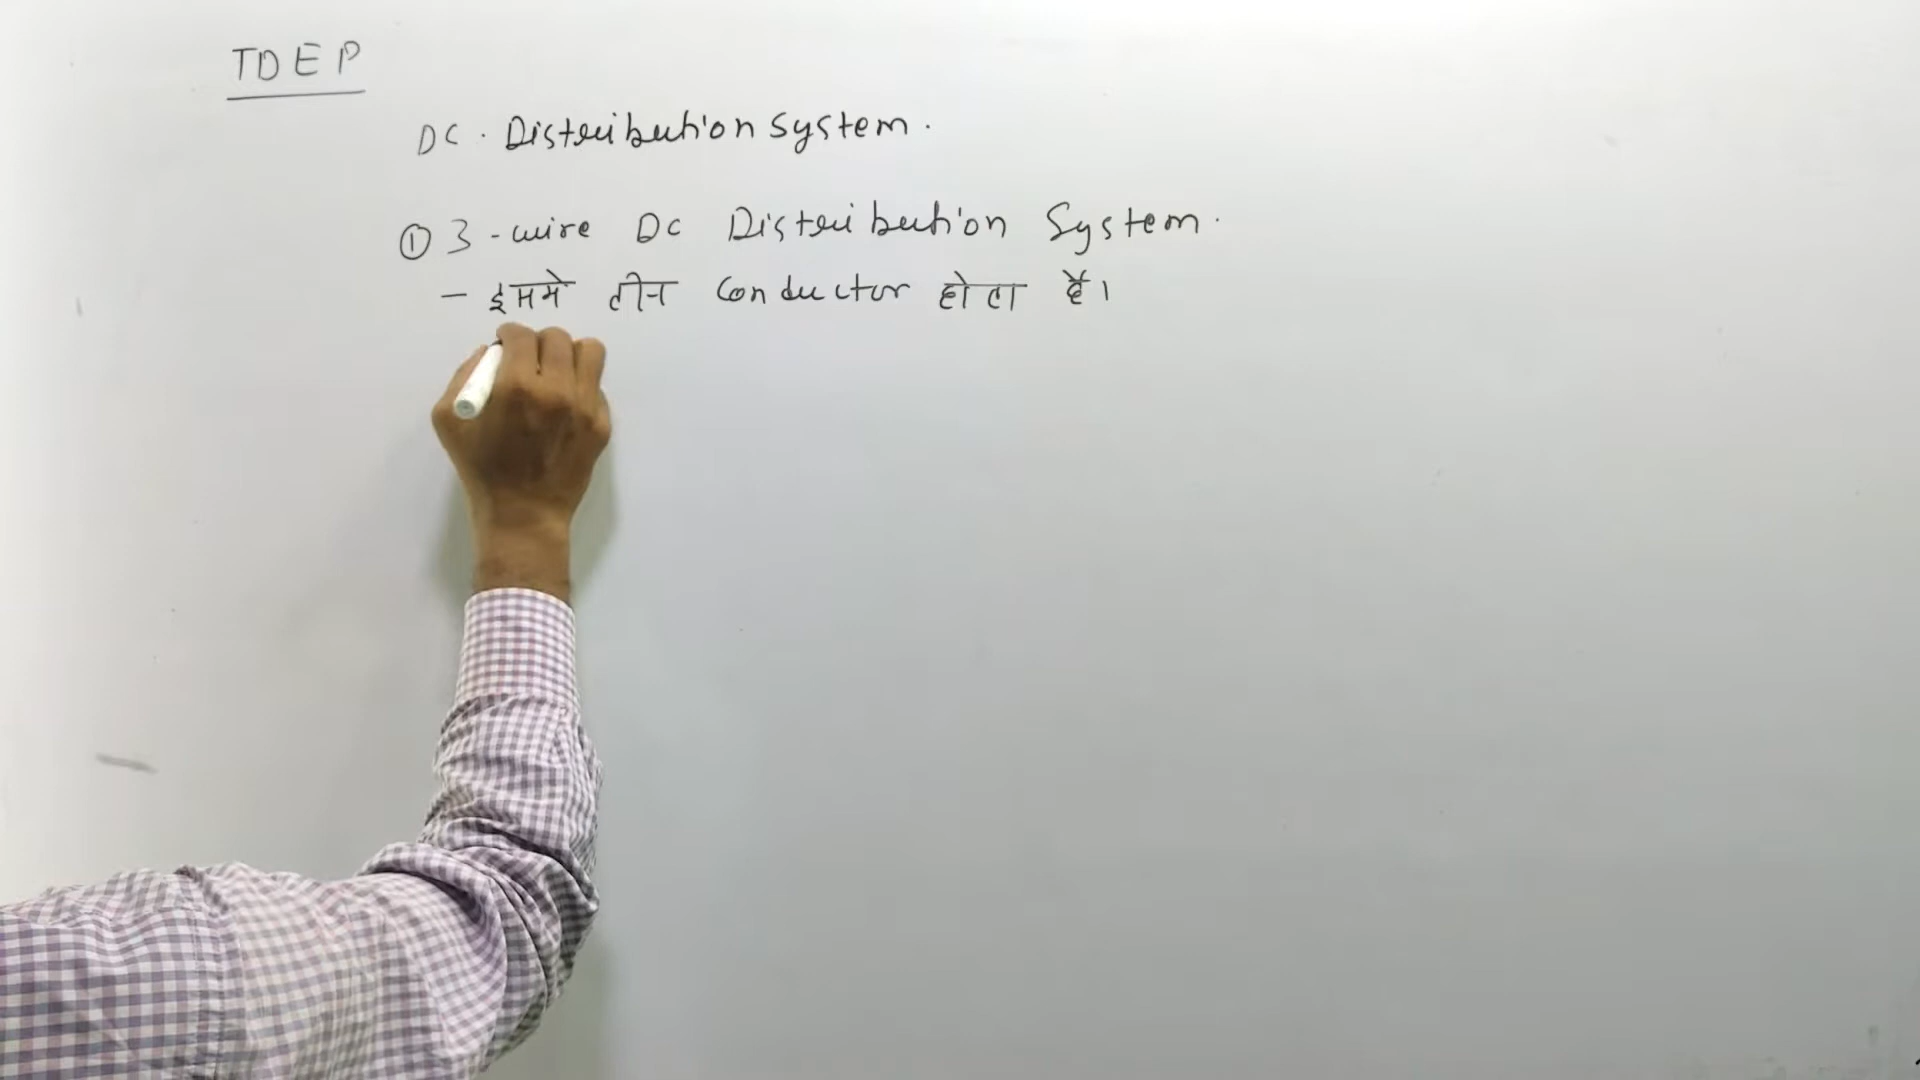 TDEP
DC. Distribution System.
① 3-wire DC Distribution System.
- इसमे तीन Conductor होता है।